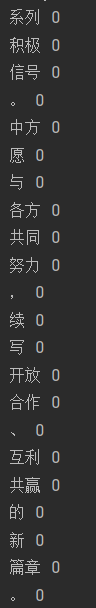 系列 0
积极 0
信号 0
。 0
中方 0
愿 0
与 0
各方 0
共同 0
努力 0
， 0
续 0
写 0
开放 0
合作 0
、 0
互利 0
共赢 0
的 0
新 0
篇章 0
。 0